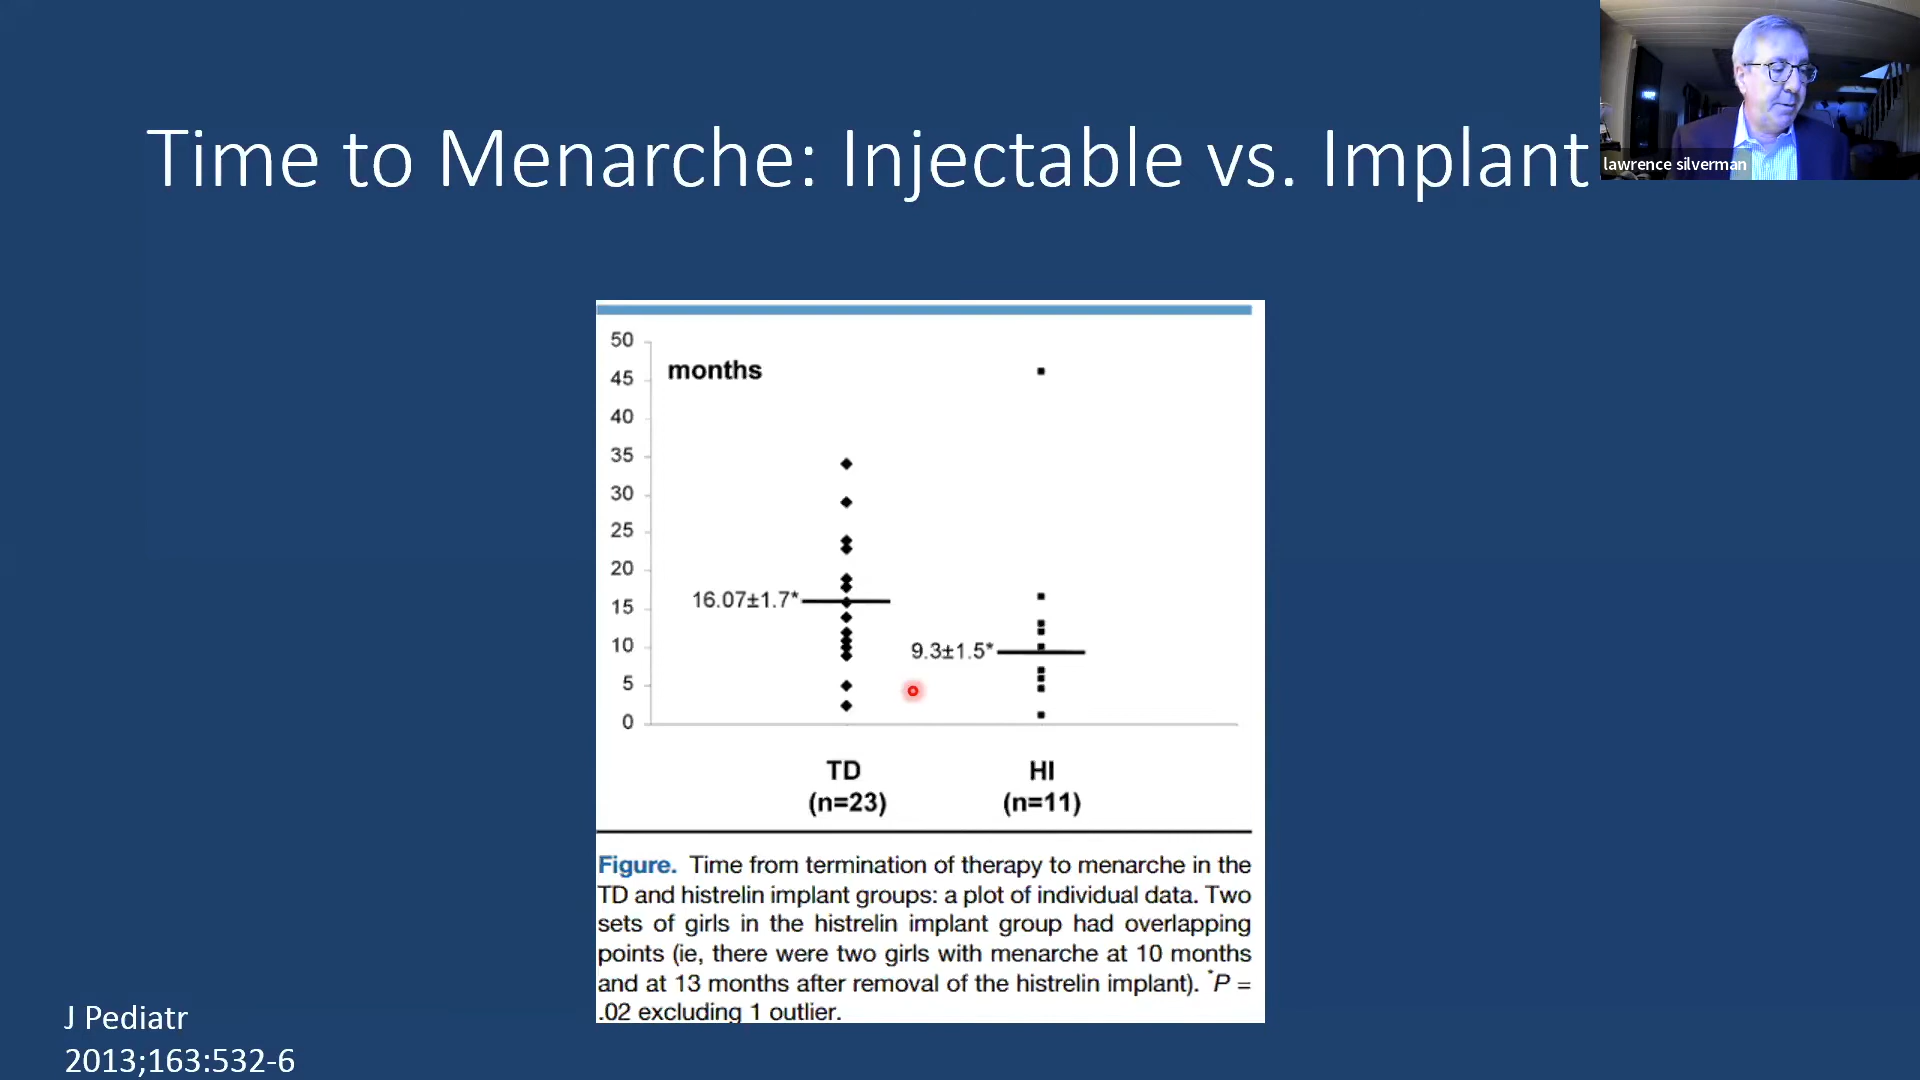 Time to Menarche: Injectable vs. Implant
lawrence silverman
50
months
45
40
35
30
25
20
16.07±1.7*
15
10
9.3±1.5*
5
0
TD
HI
(n=23)
(n=11)
Figure. Time from termination of therapy to menarche in the
TD and histrelin implant groups: a plot of individual data. Two
sets of girls in the histrelin implant group had overlapping
points (ie, there were two girls with menarche at 10 months
and at 13 months after removal of the histrelin implant). *P =
.02 excluding 1 outlier.
J Pediatr
2013;163:532-6